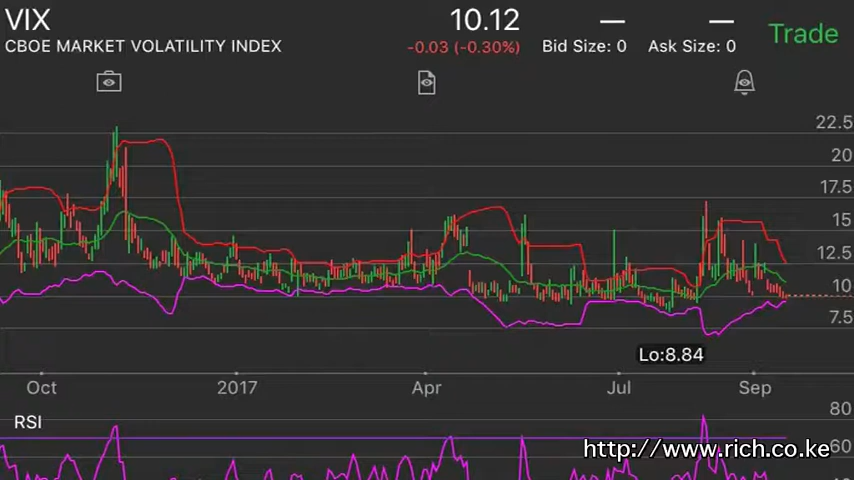 VIX 10.12 — — Trade
CBOE MARKET VOLATILITY INDEX -0.03 (-0.30%) Bid Size: 0 Ask Size: 0
22.5
20
17.5
15
12.5
10
7.5
Lo:8.84
Oct 2017 Apr Jul Sep
80
RSI
60
http://www.rich.co.ke